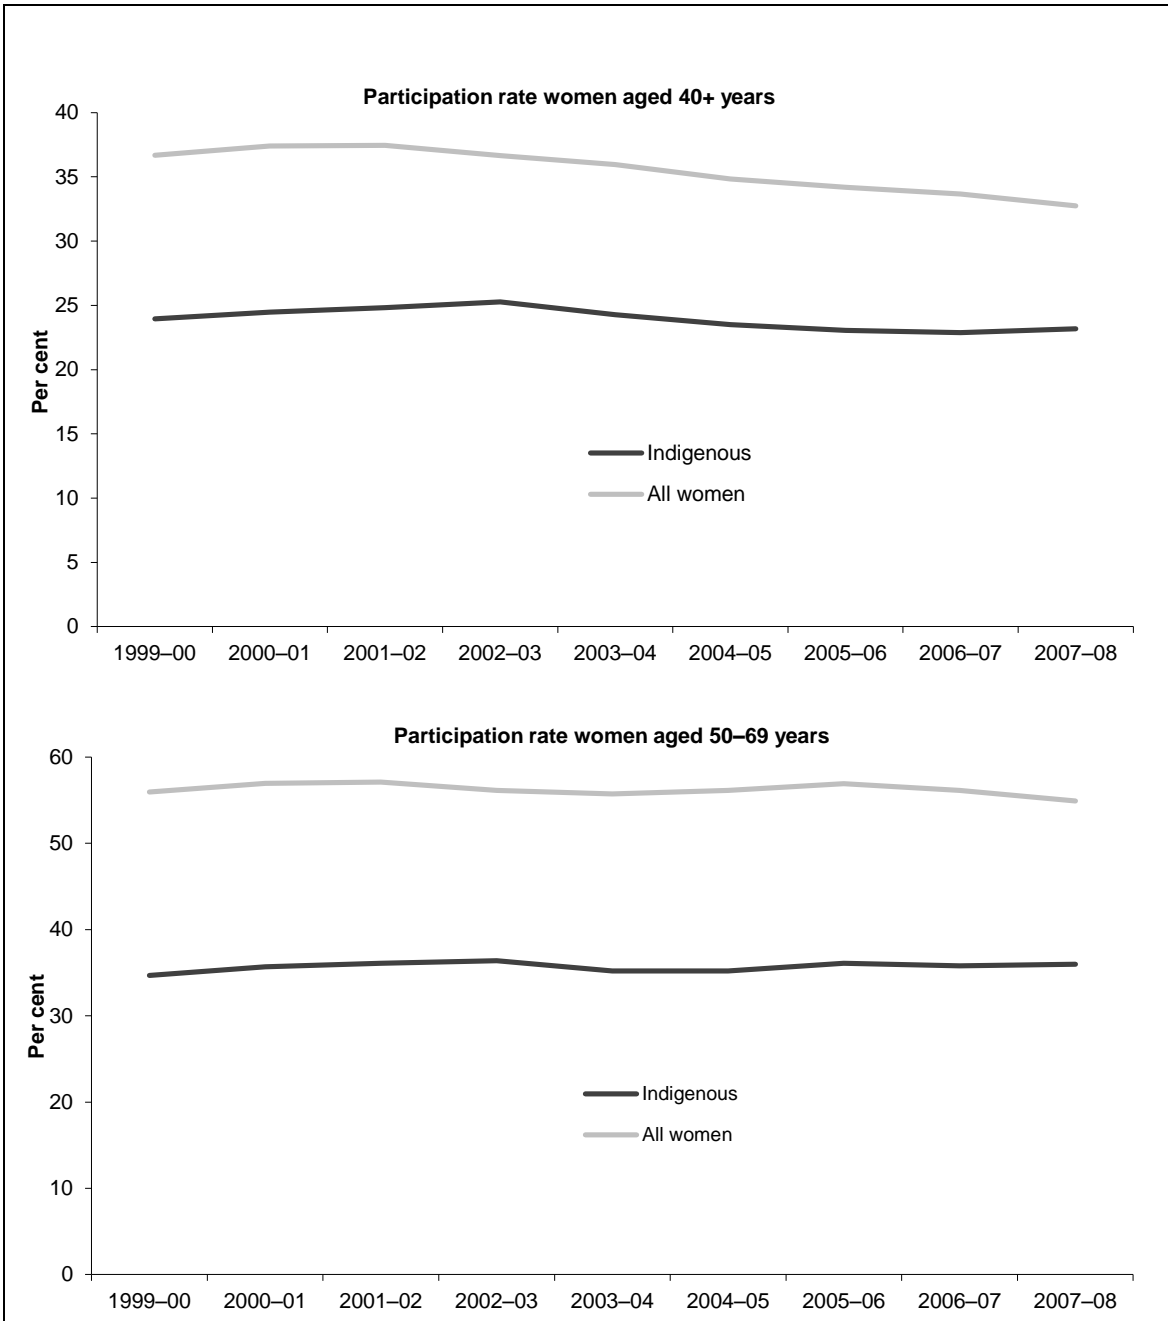 Participation rate women aged 40+ years
40
35
30
25
20
15
10
5
0
Per cent
Indigenous
All women
1999–00 2000–01 2001–02 2002–03 2003–04 2004–05 2005–06 2006–07 2007–08
Participation rate women aged 50–69 years
60
50
40
30
20
10
0
Per cent
Indigenous
All women
1999–00 2000–01 2001–02 2002–03 2003–04 2004–05 2005–06 2006–07 2007–08